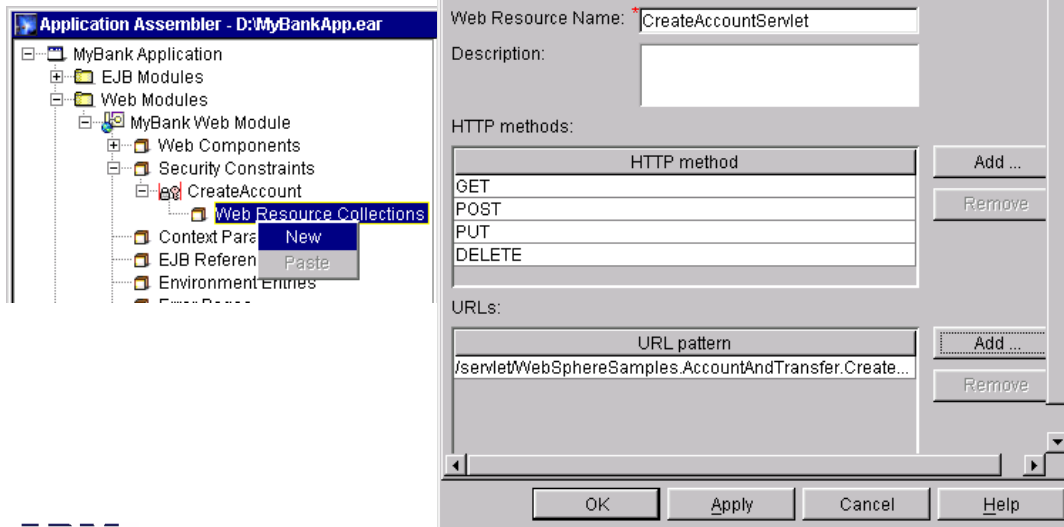 Application Assembler - D:\MyBankApp.ear
MyBank Application
EJB Modules
Web Modules
MyBank Web Module
Web Components
Security Constraints
CreateAccount
Web Resource Collections
New
Paste
Context Para
EJB Referen
Environment Entries
Error Pages
Web Resource Name: *CreateAccountServlet
Description:
HTTP methods:
HTTP method
GET
POST
PUT
DELETE
Add ...
Remove
URLs:
URL pattern
/servlet/WebSphereSamples.AccountAndTransfer.Create...
Add ...
Remove
OK
Apply
Cancel
Help